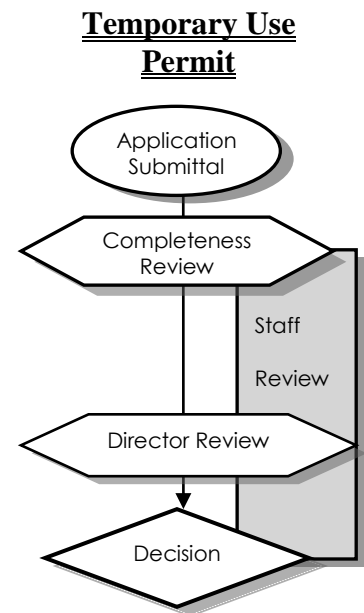 Temporary Use
Permit
Application
Submittal
Completeness
Review
Staff
Review
Director Review
Decision